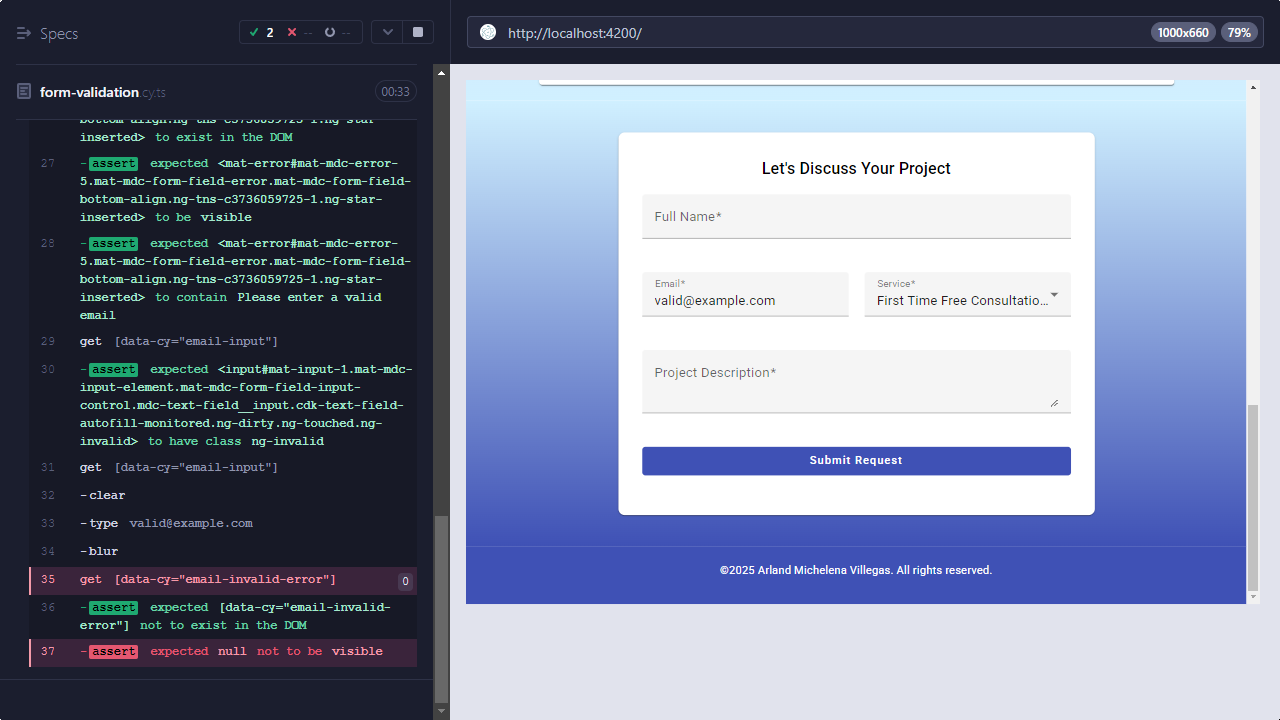 Specs
2
--
--
http://localhost:4200/
1000x660
79%
form-validation.cy.ts
00:33
bottom-align.ng-tns-c3736059725-1.ng-star-
inserted> to exist in the DOM
27 -assert expected <mat-error#mat-mdc-error-
5.mat-mdc-form-field-error.mat-mdc-form-field-
bottom-align.ng-tns-c3736059725-1.ng-star-
inserted> to be visible
28 -assert expected <mat-error#mat-mdc-error-
5.mat-mdc-form-field-error.mat-mdc-form-field-
bottom-align.ng-tns-c3736059725-1.ng-star-
inserted> to contain Please enter a valid
email
29 get [data-cy="email-input"]
30 -assert expected <input#mat-input-1.mat-mdc-
input-element.mat-mdc-form-field-input-
control.mdc-text-field__input.cdk-text-field-
autofill-monitored.ng-dirty.ng-touched.ng-
invalid> to have class ng-invalid
31 get [data-cy="email-input"]
32 -clear
33 -type valid@example.com
34 -blur
35 get [data-cy="email-invalid-error"] 0
36 -assert expected [data-cy="email-invalid-
error"] not to exist in the DOM
37 -assert expected null not to be visible
Let's Discuss Your Project
Full Name*
Email*
valid@example.com
Service*
First Time Free Consultatio...
Project Description*
Submit Request
©2025 Arland Michelena Villegas. All rights reserved.